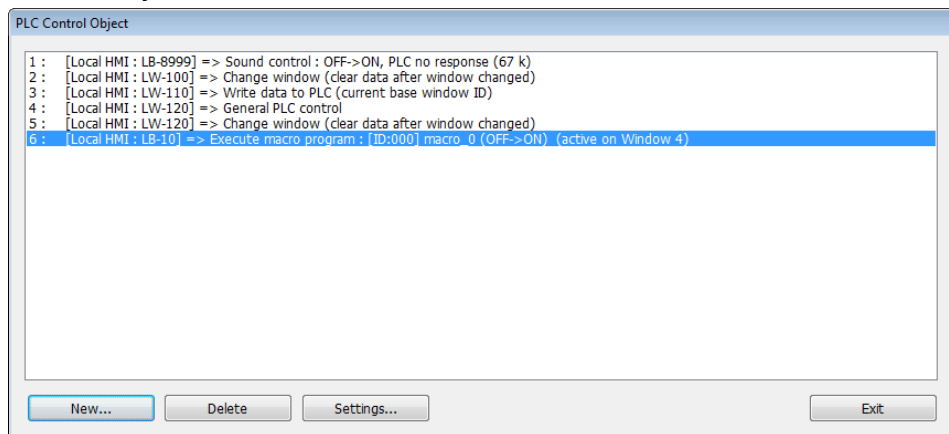 PLC Control Object
1 : [Local HMI : LB-8999] => Sound control : OFF->ON, PLC no response (67 k)
2 : [Local HMI : LW-100] => Change window (clear data after window changed)
3 : [Local HMI : LW-110] => Write data to PLC (current base window ID)
4 : [Local HMI : LW-120] => General PLC control
5 : [Local HMI : LW-120] => Change window (clear data after window changed)
6 : [Local HMI : LB-10] => Execute macro program : [ID:000] macro_0 (OFF->ON) (active on Window 4)
New... Delete Settings... Exit